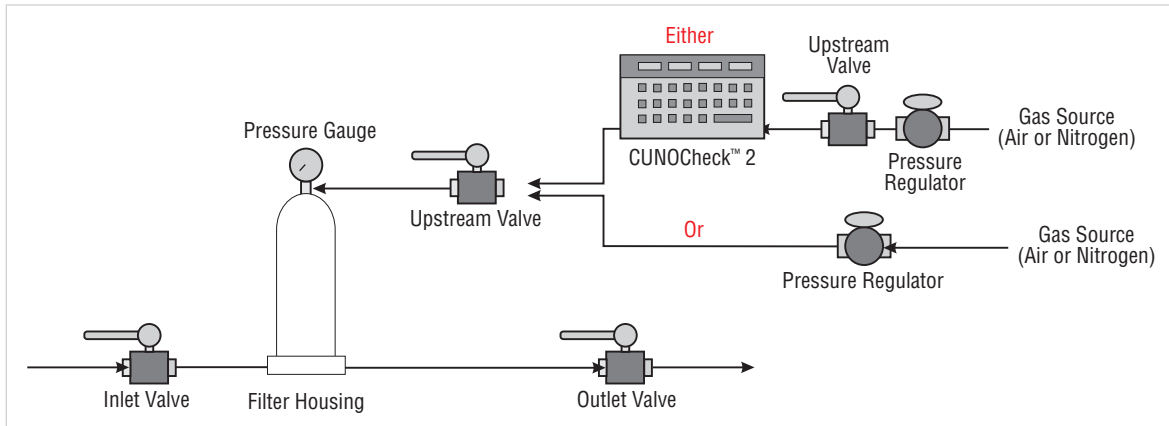 Either
Upstream
Valve
Gas Source
(Air or Nitrogen)
Pressure Gauge
CUNOCheck™ 2
Pressure
Regulator
Upstream Valve
Or
Gas Source
(Air or Nitrogen)
Pressure Regulator
Inlet Valve
Filter Housing
Outlet Valve